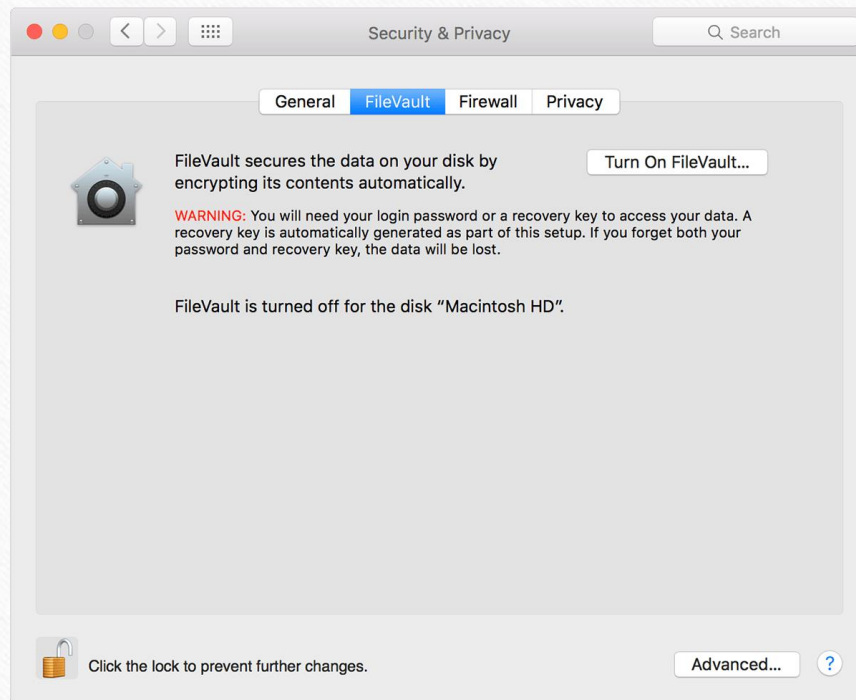 Security & Privacy
Search
General
FileVault
Firewall
Privacy
FileVault secures the data on your disk by
encrypting its contents automatically.
Turn On FileVault...
WARNING: You will need your login password or a recovery key to access your data. A
recovery key is automatically generated as part of this setup. If you forget both your
password and recovery key, the data will be lost.
FileVault is turned off for the disk “Macintosh HD”.
Click the lock to prevent further changes.
Advanced...
?